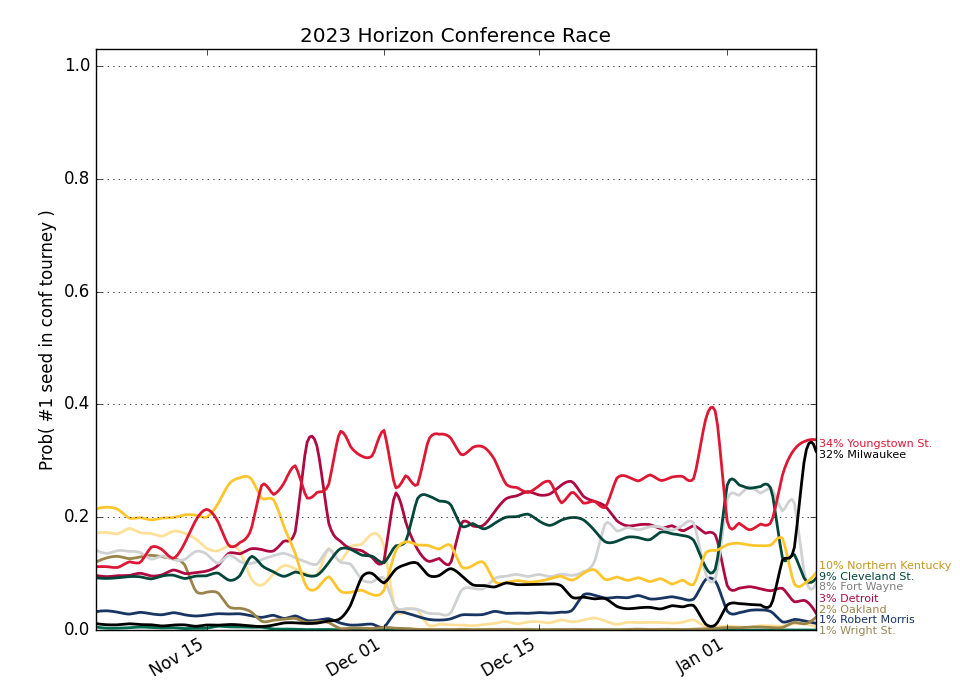 2023 Horizon Conference Race
Prob( #1 seed in conf tourney )
1.0
0.8
0.6
0.4
0.2
0.0
Nov 15
Dec 01
Dec 15
Jan 01
34% Youngstown St.
32% Milwaukee
10% Northern Kentucky
9% Cleveland St.
8% Fort Wayne
3% Detroit
2% Oakland
1% Robert Morris
1% Wright St.